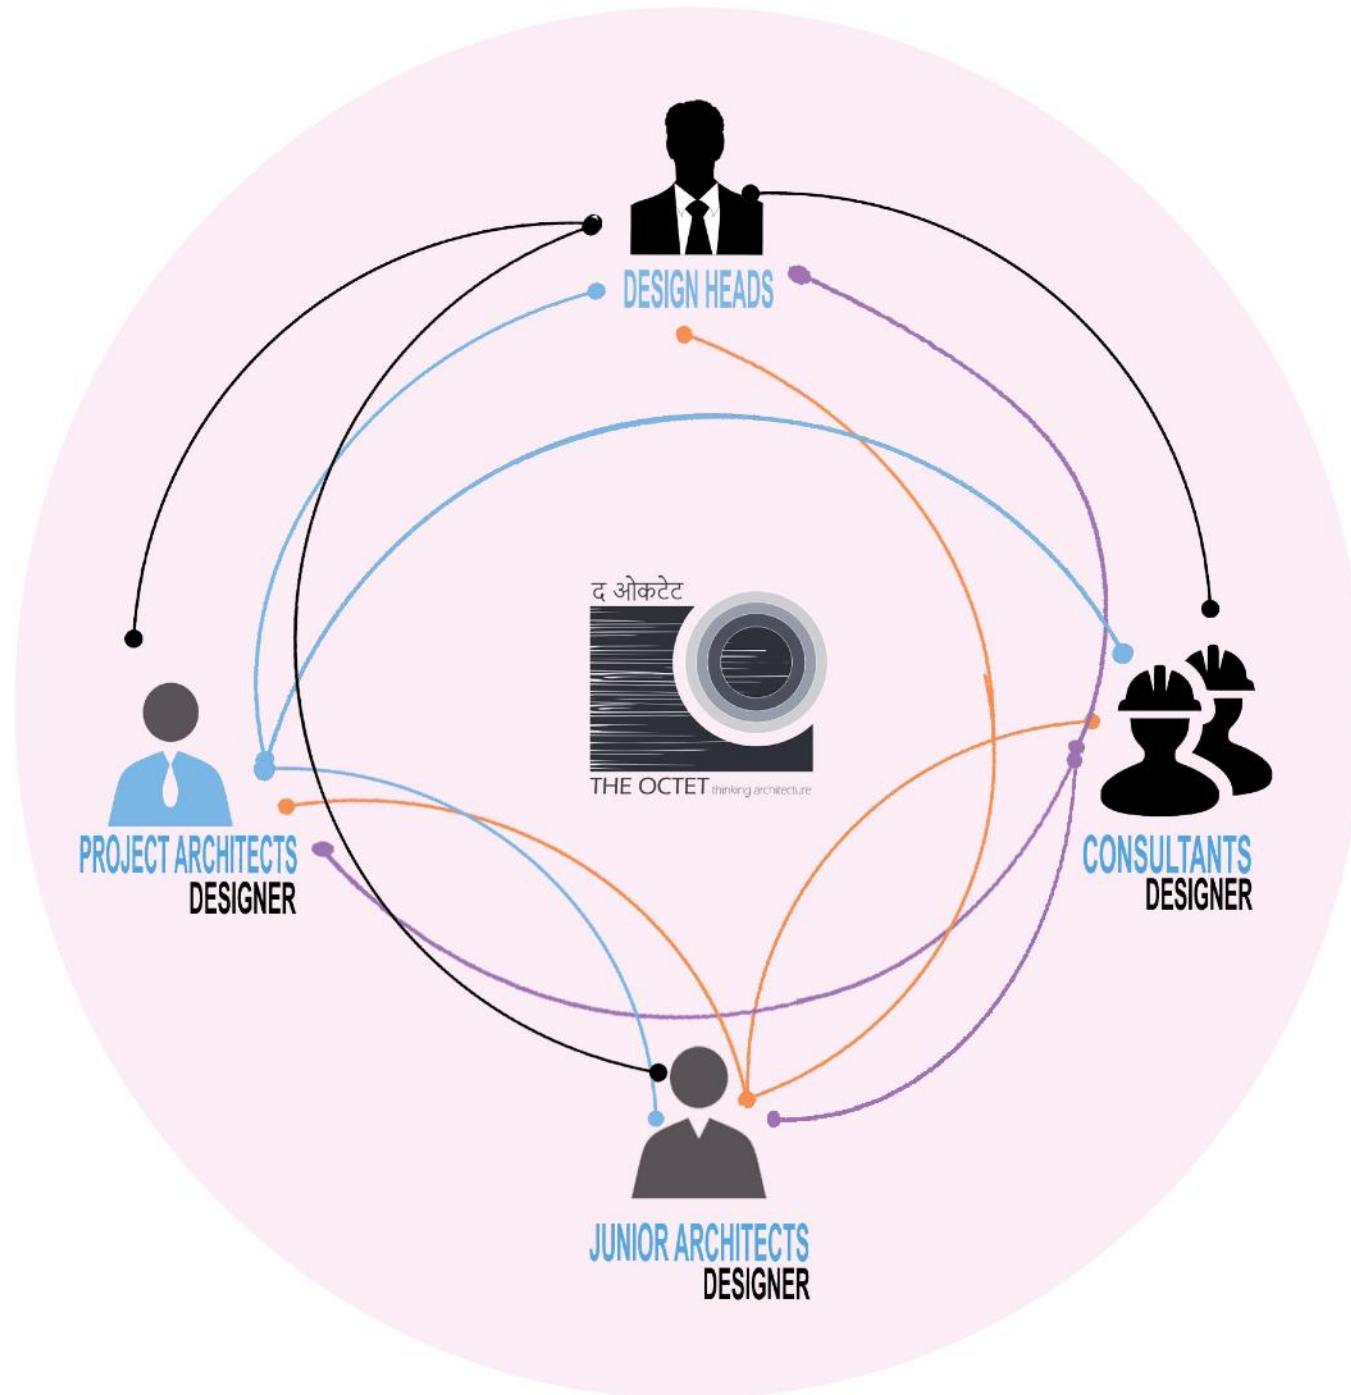 DESIGN HEADS
द ओकटेट
THE OCTET thinking architecture
PROJECT ARCHITECTS
DESIGNER
CONSULTANTS
DESIGNER
JUNIOR ARCHITECTS
DESIGNER